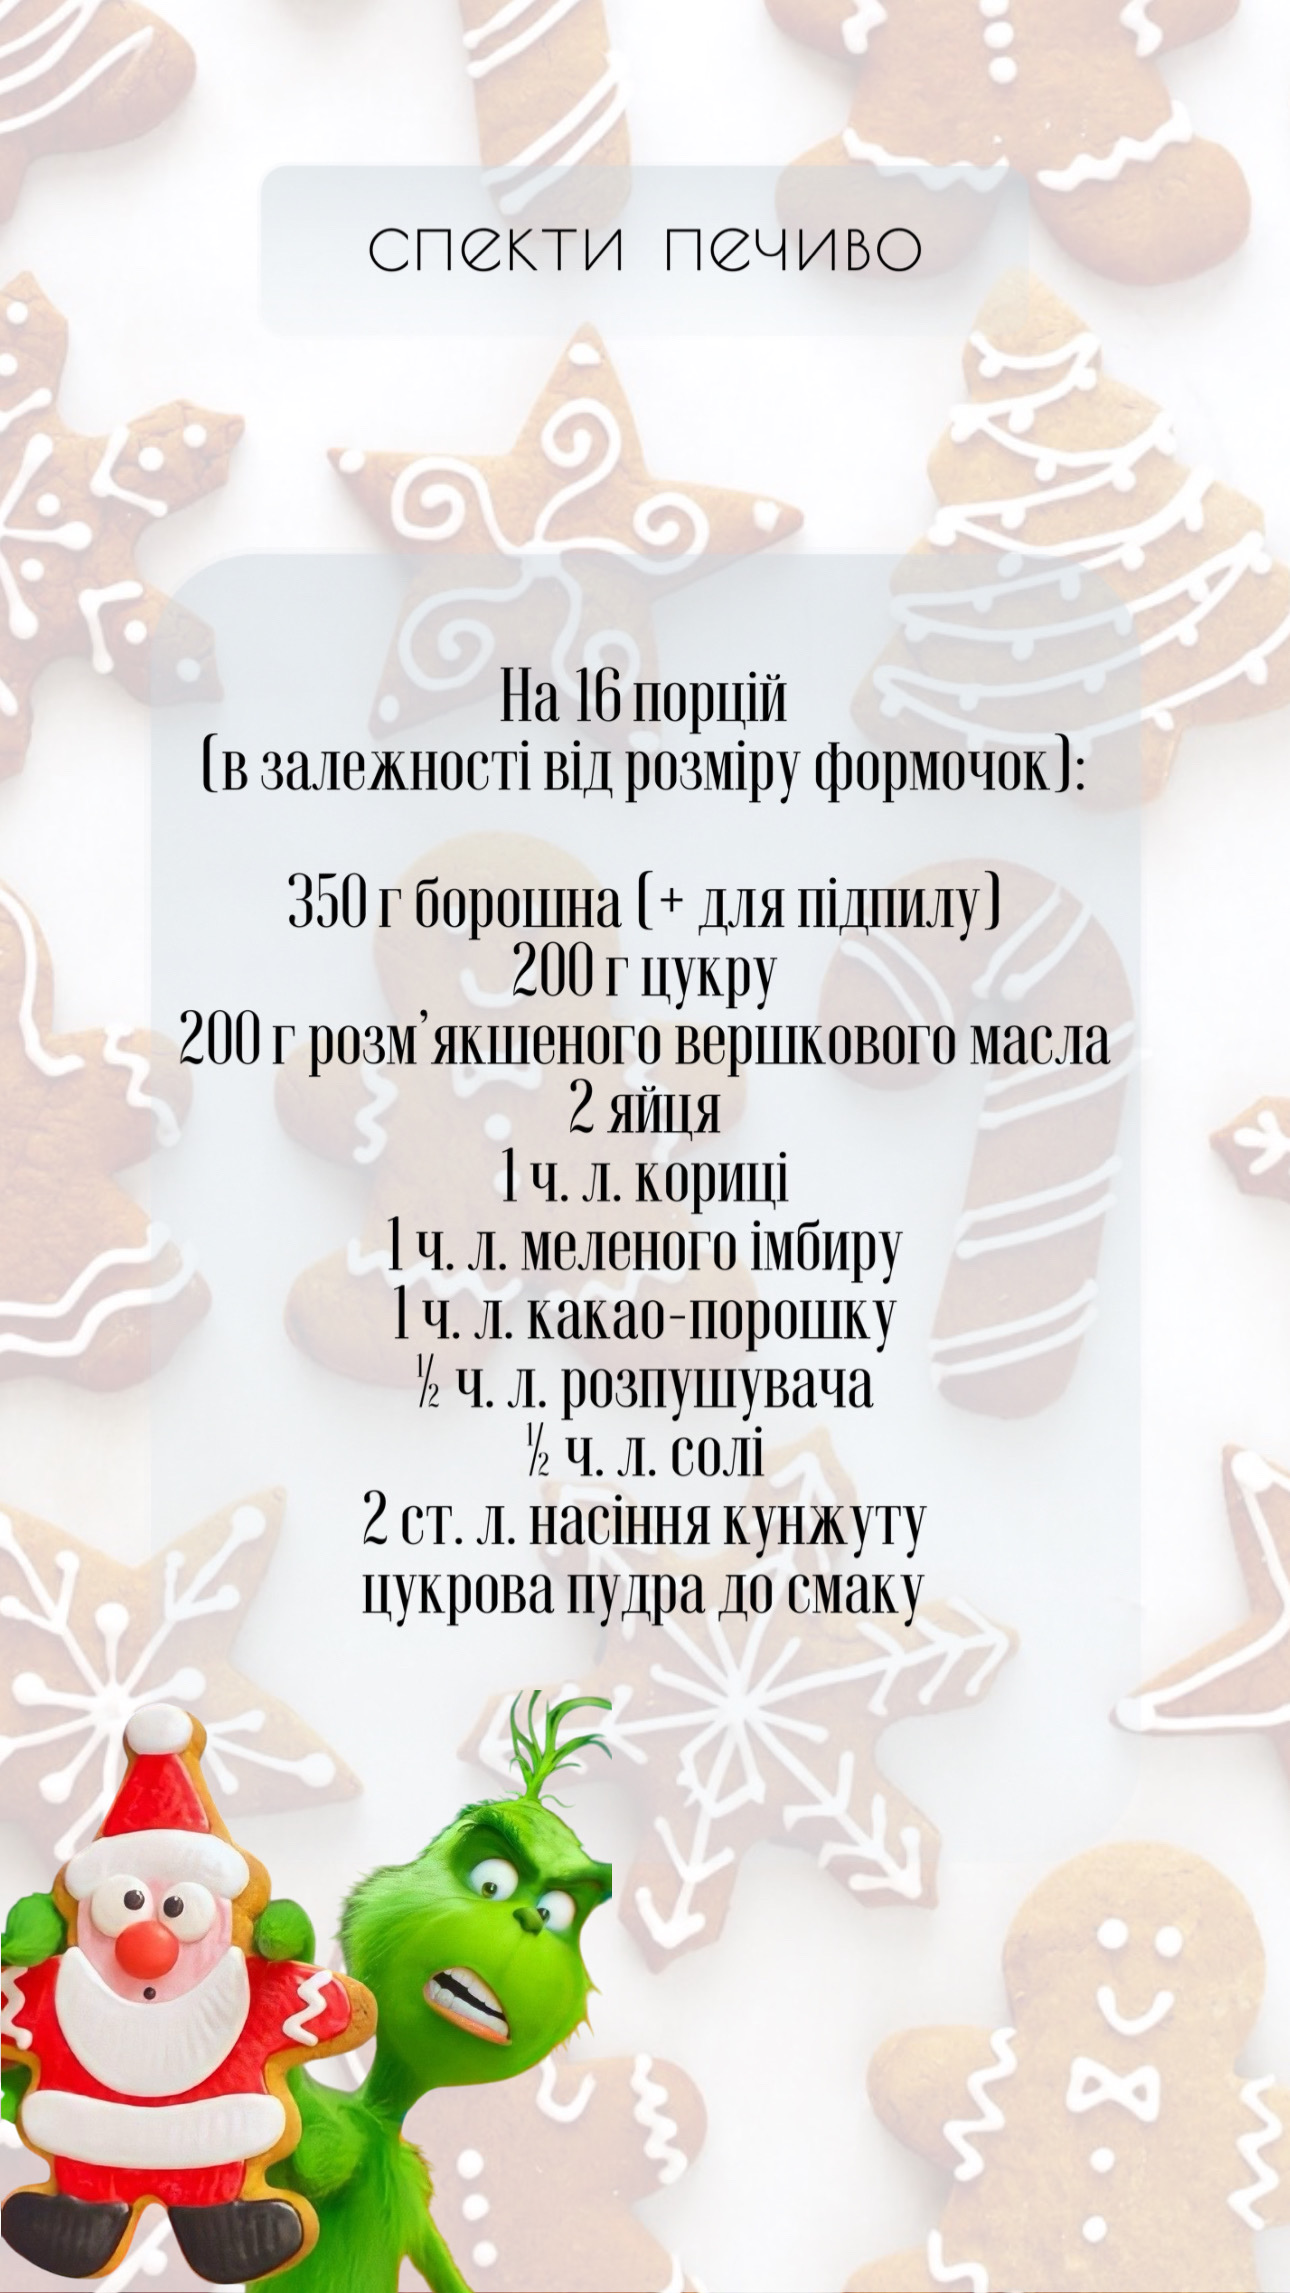 спекти печиво
На 16 порцій
(в залежності від розміру формочок):
350 г борошна (+ для підпилу)
200 г цукру
200 г розм’якшеного вершкового масла
2 яйця
1 ч. л. кориці
1 ч. л. меленого імбиру
1 ч. л. какао-порошку
½ ч. л. розпушувача
½ ч. л. солі
2 ст. л. насіння кунжуту
цукрова пудра до смаку